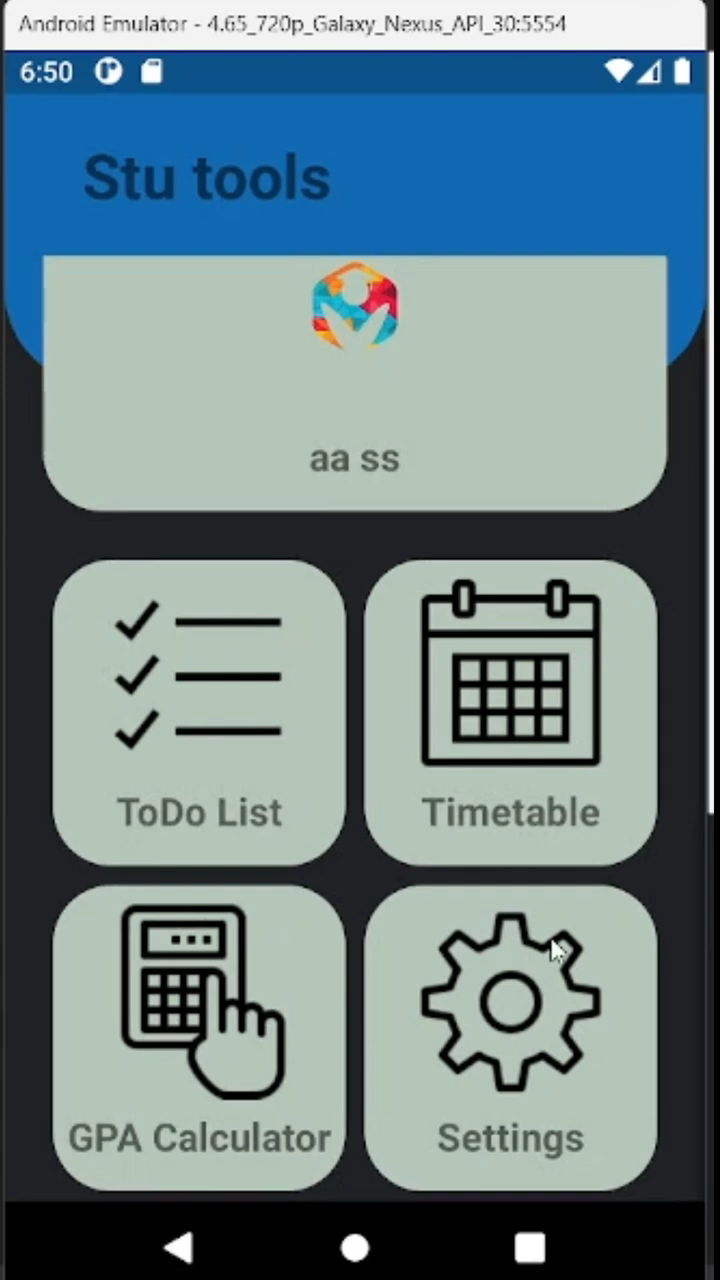 Android Emulator - 4.65_720p_Galaxy_Nexus_API_30:5554
6:50
Stu tools
aa ss
ToDo List
Timetable
GPA Calculator
Settings